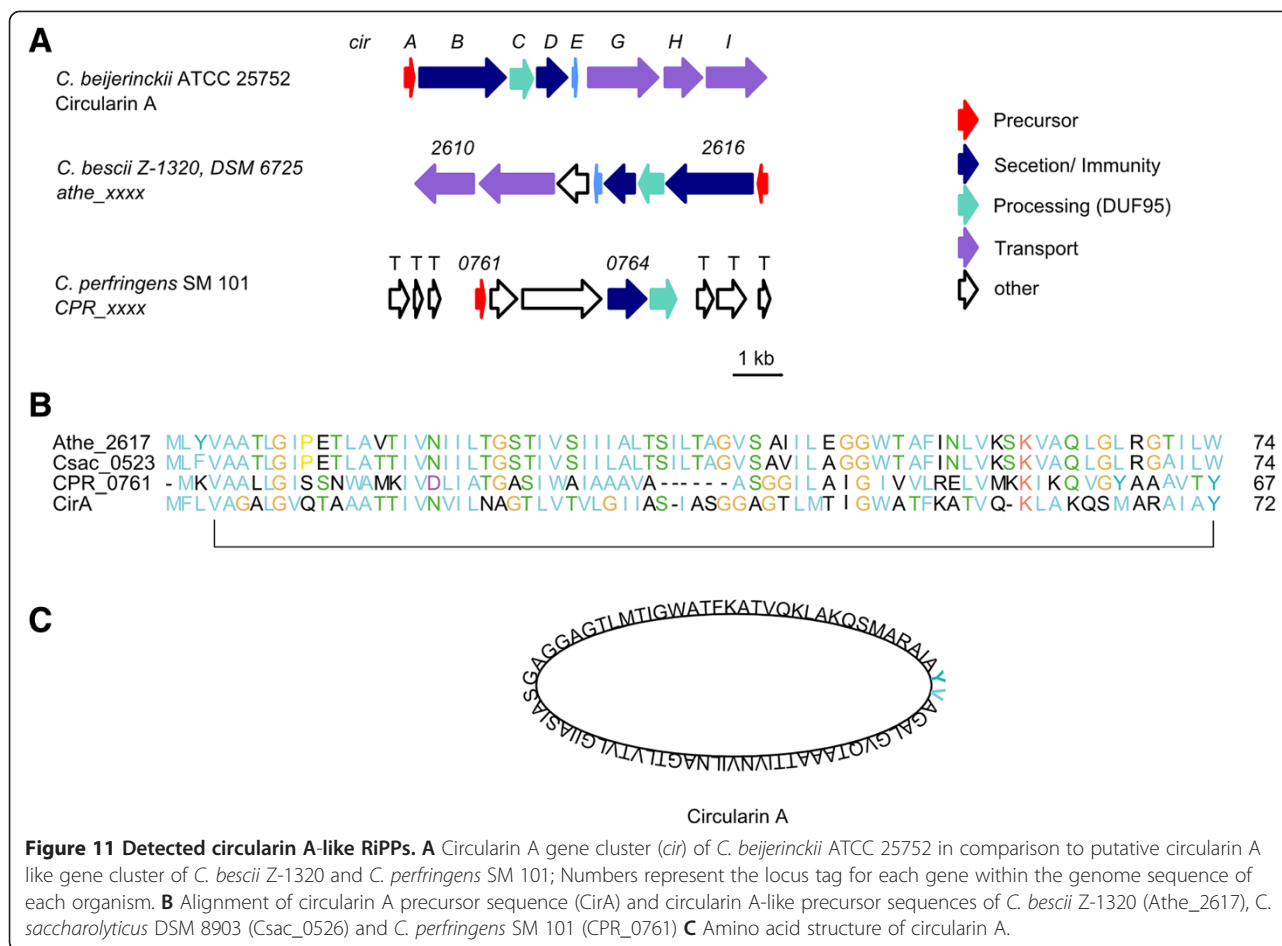 A
cir A B C D E G H I
C. beijerinckii ATCC 25752
Circularin A
2610 2616
C. bescii Z-1320, DSM 6725
athe_xxxx
T T T 0761 0764 T T T
C. perfringens SM 101
CPR_xxxx
1 kb
Precursor
Secetion/ Immunity
Processing (DUF95)
Transport
other
B
Athe_2617 MLYVAATLGIPETLAVTIVNIILTGSTIVSIIIALTSILTAGVSAIILEGGWTAFINLVKSKVAQLGLRGTILW 74
Csac_0523 MLFVAATLGIPETLATTIVNIILTGSTIVSIILALTSILTAGVSAVILAGGWTAFINLVKSKVAQLGLRGAILW 74
CPR_0761 -MKVAALLGISSNWAMKIVDLIATGASIWAIAAAVA------ASGGILAIGIVVLRELVMKKIKQVGYAAAVTY 67
CirA MFLVAGALGVQTAAATTIVNVILNAGTLVTVLGIIAS-IASGGAGTLMTIGWATFKATVQ-KLAKQSMARAIAY 72
C
VAGALGVQTAAATTIVNVILNAGTLVTVLGIIASIASGAGGAGTLMTIGWATFKATVQKLAKQSMARAIAY
Circularin A
Figure 11 Detected circularin A-like RiPPs. A Circularin A gene cluster (cir) of C. beijerinckii ATCC 25752 in comparison to putative circularin A
like gene cluster of C. bescii Z-1320 and C. perfringens SM 101; Numbers represent the locus tag for each gene within the genome sequence of
each organism. B Alignment of circularin A precursor sequence (CirA) and circularin A-like precursor sequences of C. bescii Z-1320 (Athe_2617), C.
saccharolyticus DSM 8903 (Csac_0526) and C. perfringens SM 101 (CPR_0761) C Amino acid structure of circularin A.